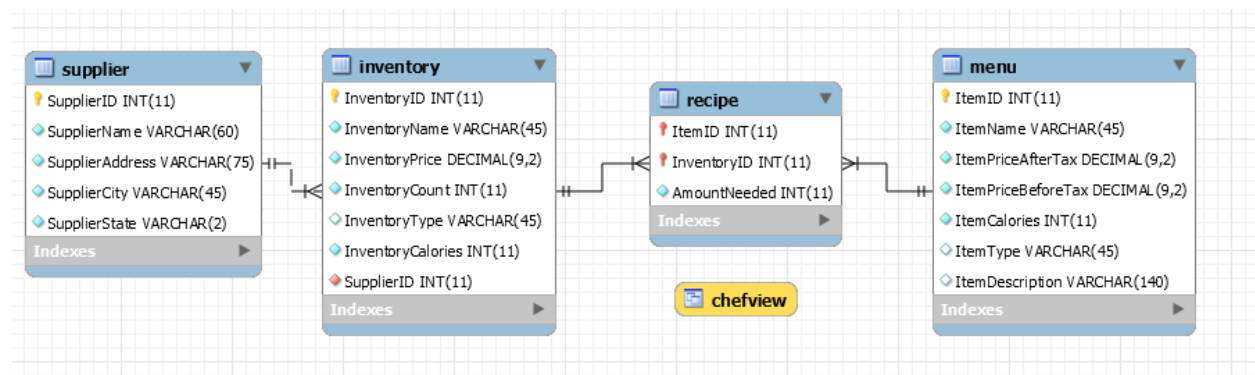 supplier
SupplierID INT(11)
SupplierName VARCHAR(60)
SupplierAddress VARCHAR(75)
SupplierCity VARCHAR(45)
SupplierState VARCHAR(2)
Indexes
inventory
InventoryID INT(11)
InventoryName VARCHAR(45)
InventoryPrice DECIMAL(9,2)
InventoryCount INT(11)
InventoryType VARCHAR(45)
InventoryCalories INT(11)
SupplierID INT(11)
Indexes
recipe
ItemID INT(11)
InventoryID INT(11)
AmountNeeded INT(11)
Indexes
chefview
menu
ItemID INT(11)
ItemName VARCHAR(45)
ItemPriceAfterTax DECIMAL(9,2)
ItemPriceBeforeTax DECIMAL(9,2)
ItemCalories INT(11)
ItemType VARCHAR(45)
ItemDescription VARCHAR(140)
Indexes